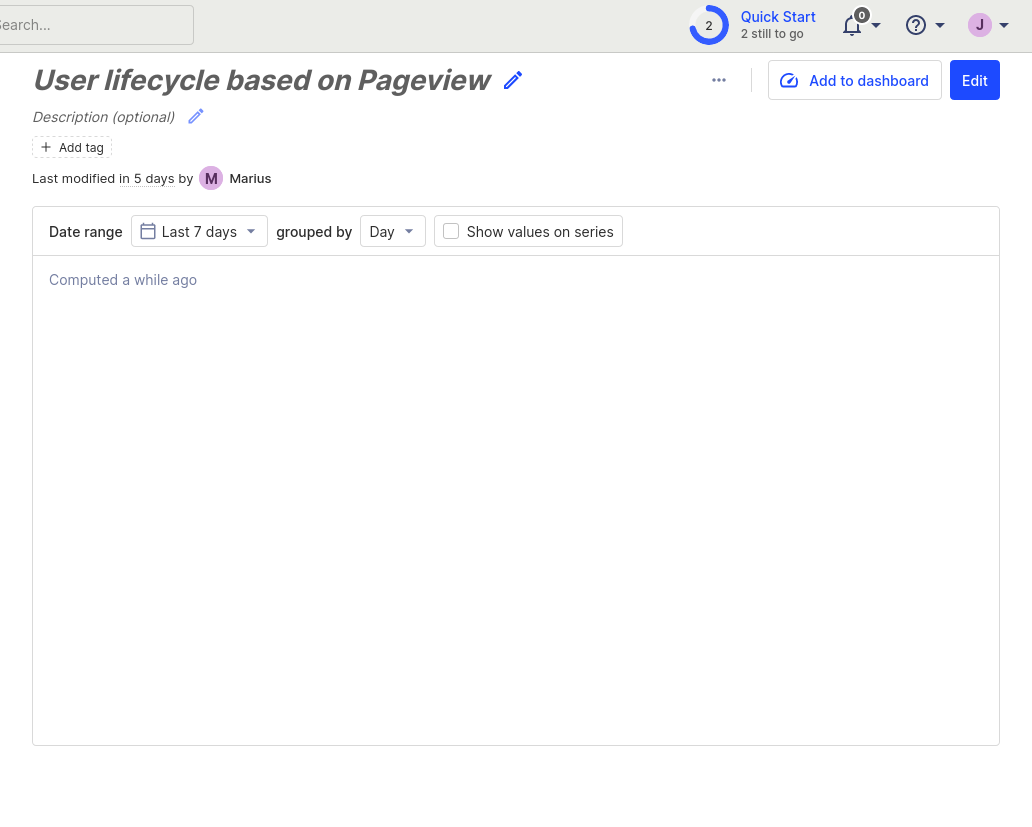 Search...
2
Quick Start
2 still to go
0
J
User lifecycle based on Pageview
Add to dashboard
Edit
Description (optional)
Add tag
Last modified in 5 days by M Marius
Date range Last 7 days grouped by Day Show values on series
Computed a while ago